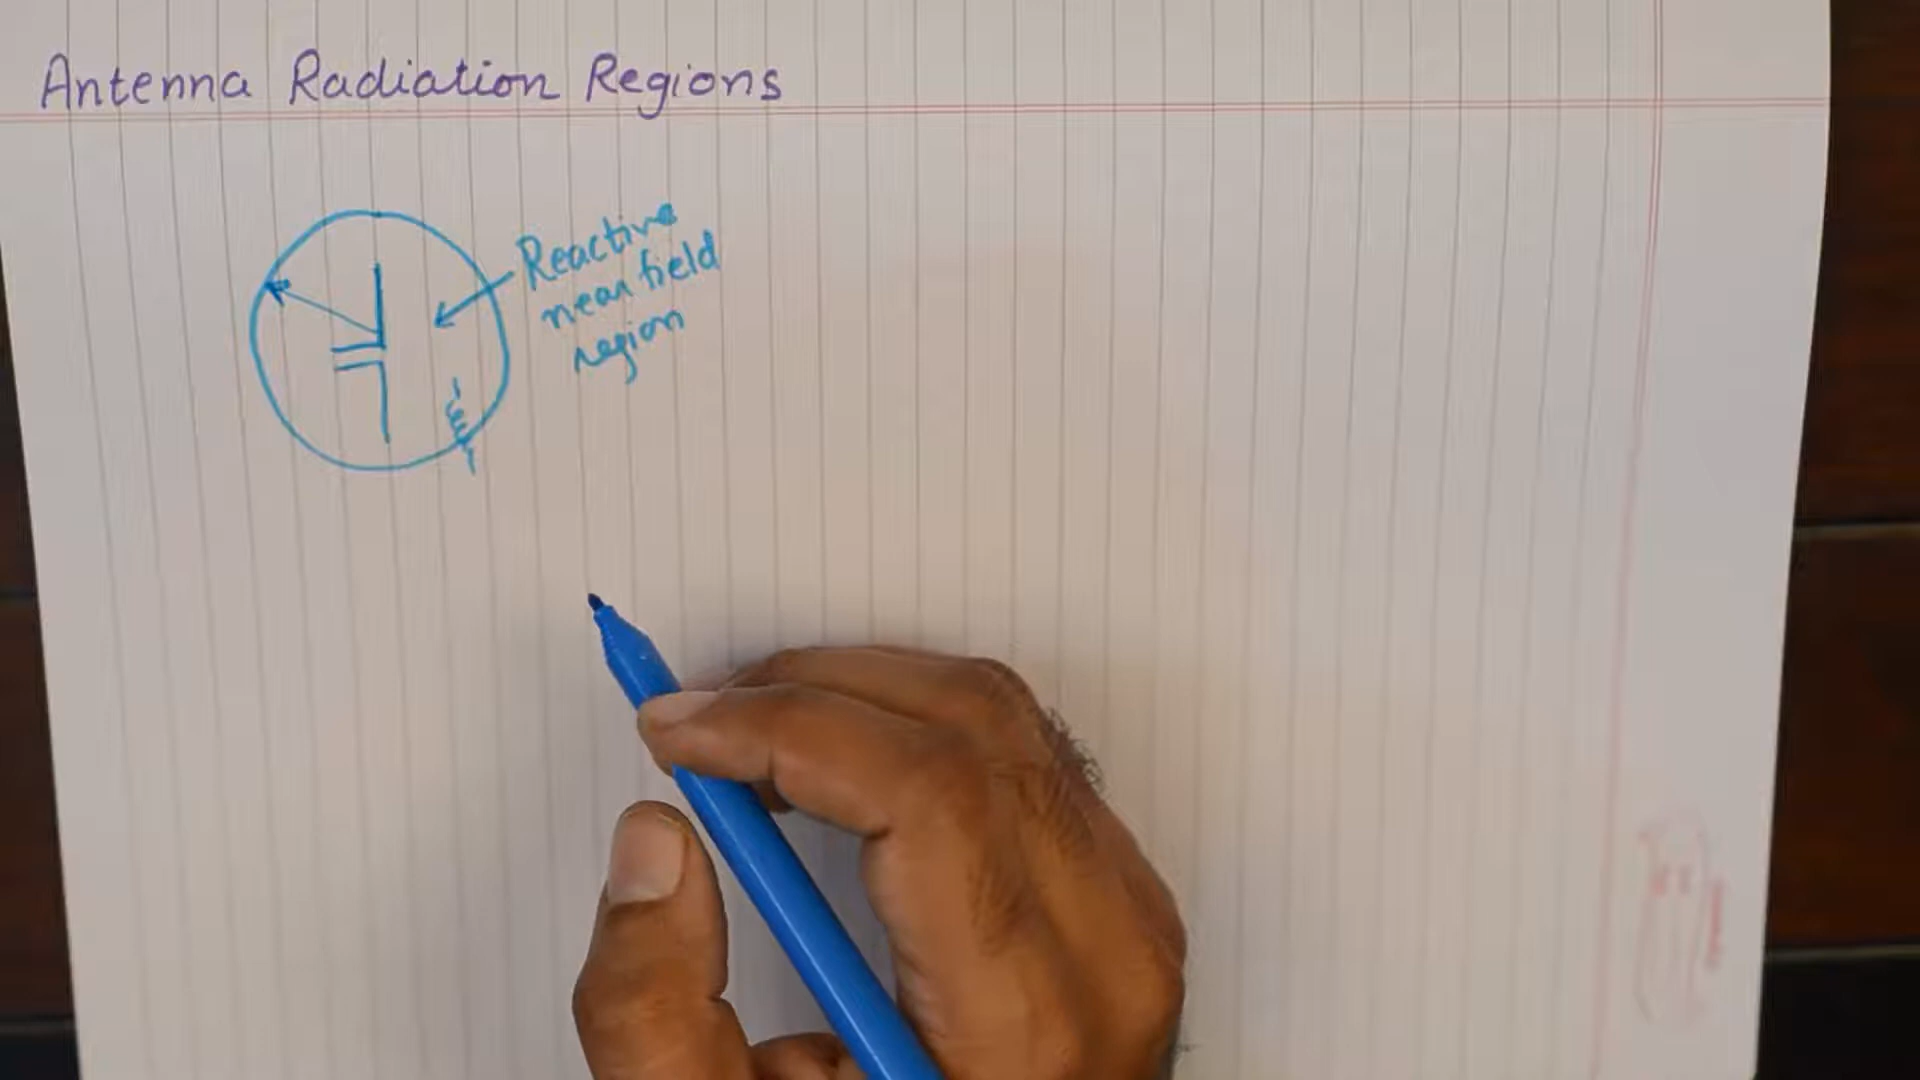 Antenna Radiation Regions
Reactive
near field
region